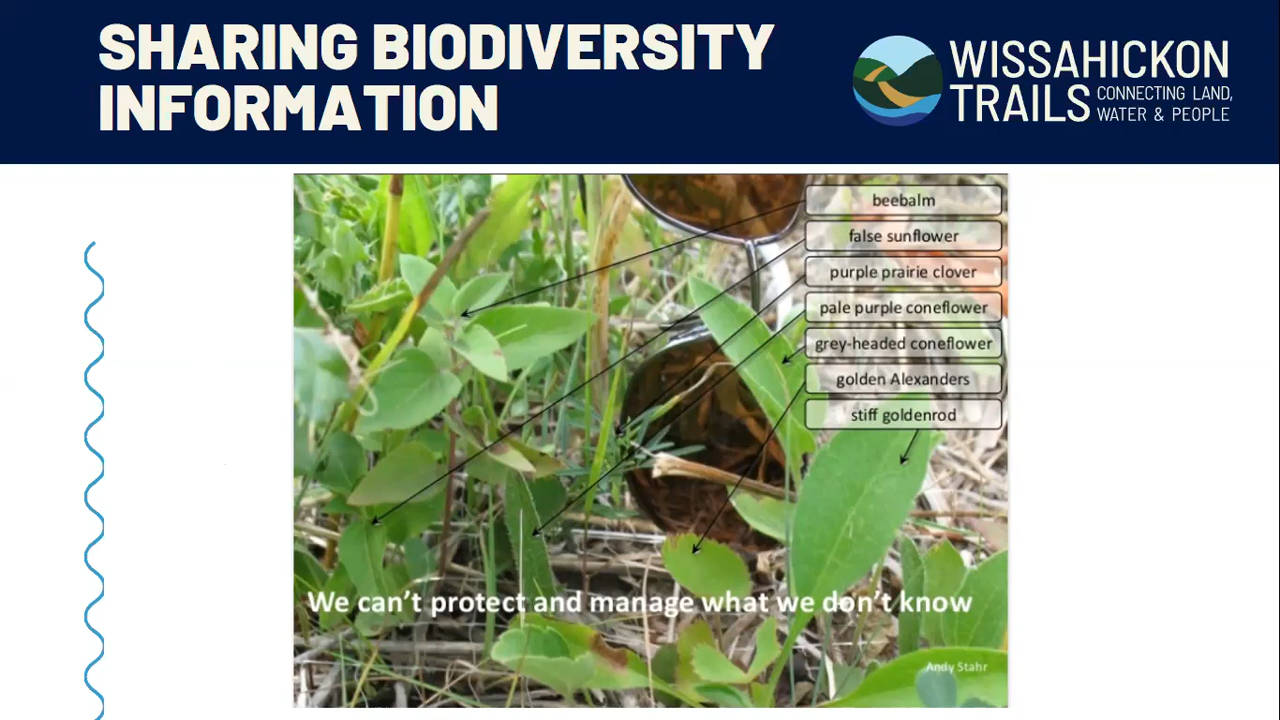 SHARING BIODIVERSITY
INFORMATION
WISSAHICKON
TRAILS CONNECTING LAND,
WATER & PEOPLE
beebalm
false sunflower
purple prairie clover
pale purple coneflower
grey-headed coneflower
golden Alexanders
stiff goldenrod
We can't protect and manage what we don't know
Andy Stahr